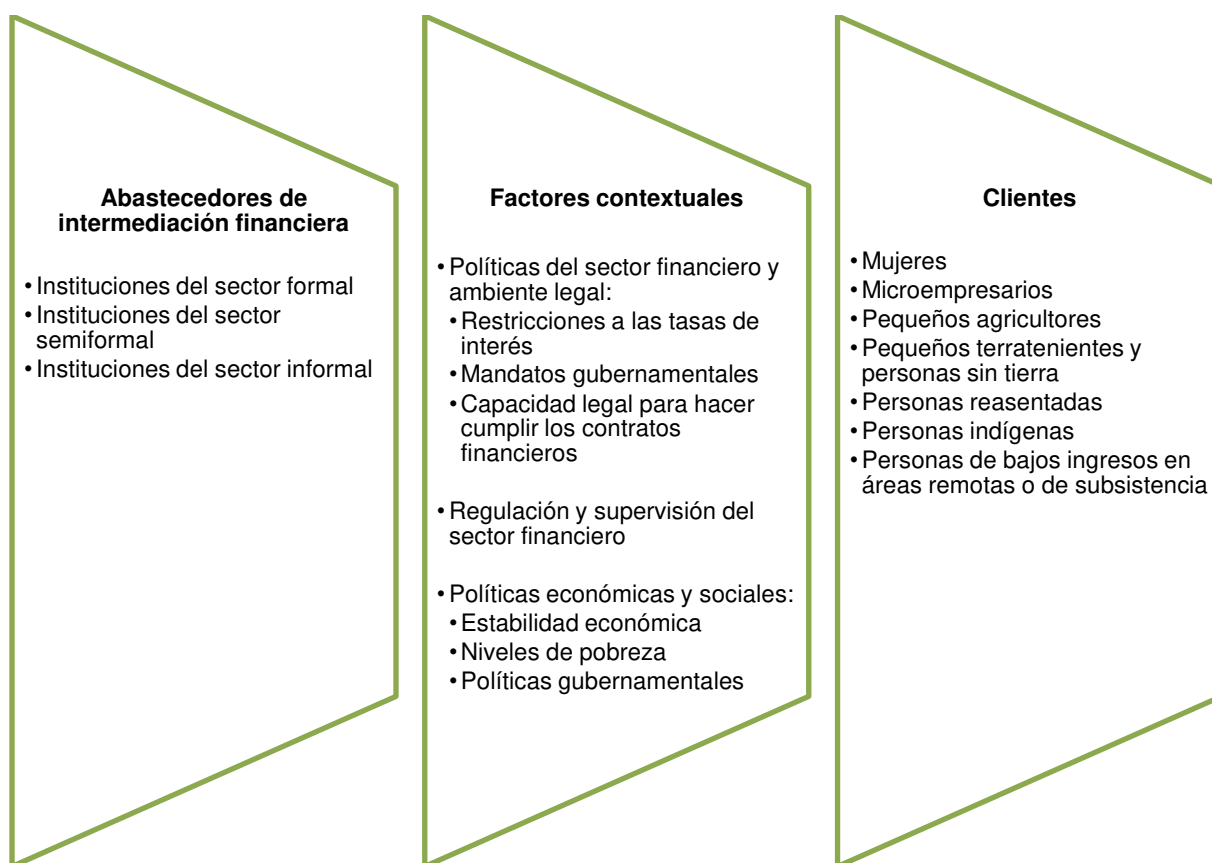 Abastecedores de
intermediación financiera
• Instituciones del sector formal
• Instituciones del sector
semiformal
• Instituciones del sector informal
Factores contextuales
• Políticas del sector financiero y
ambiente legal:
• Restricciones a las tasas de
interés
• Mandatos gubernamentales
• Capacidad legal para hacer
cumplir los contratos
financieros
• Regulación y supervisión del
sector financiero
• Políticas económicas y sociales:
• Estabilidad económica
• Niveles de pobreza
• Políticas gubernamentales
Clientes
• Mujeres
• Microempresarios
• Pequeños agricultores
• Pequeños terratenientes y
personas sin tierra
• Personas reasentadas
• Personas indígenas
• Personas de bajos ingresos en
áreas remotas o de subsistencia